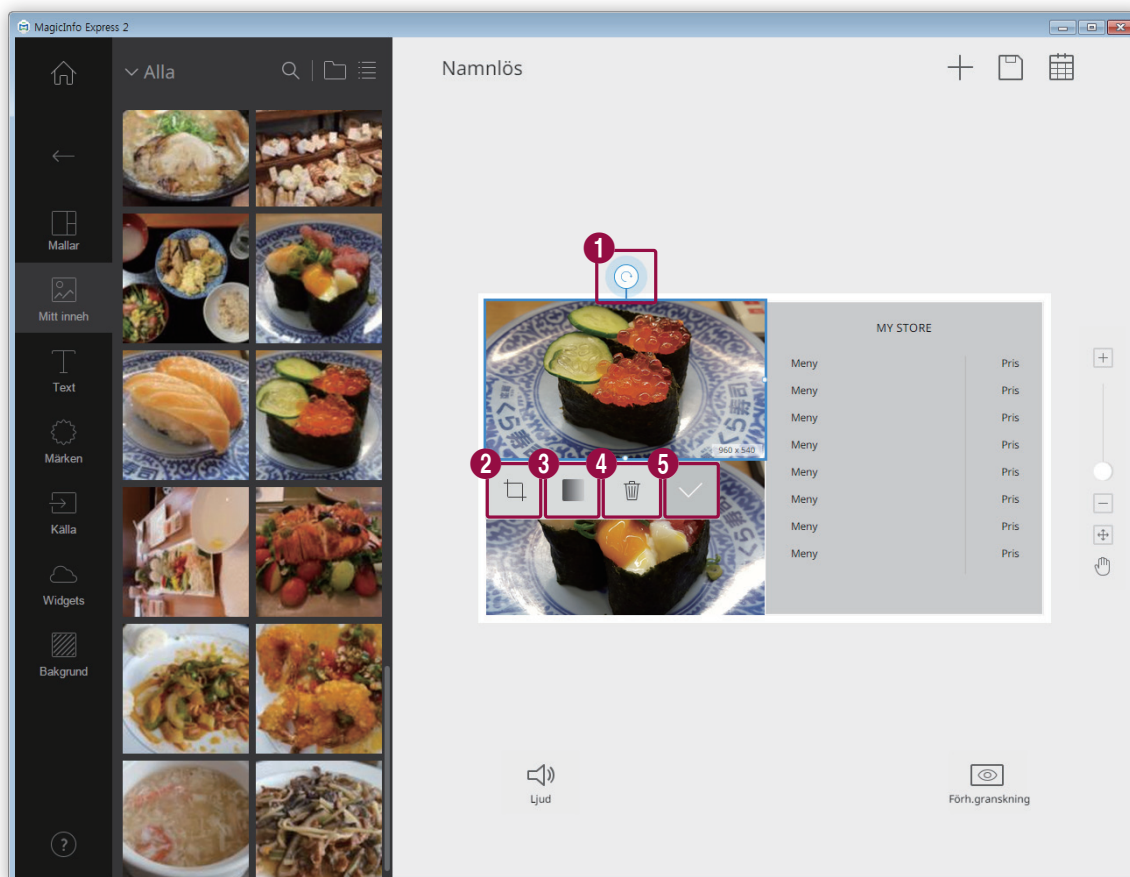 MagicInfo Express 2
Alla
Namnlös
Mallar
Mitt inneh
Text
Märken
Källa
Widgets
Bakgrund
?
1
MY STORE
Meny Pris
Meny Pris
Meny Pris
Meny Pris
Meny Pris
Meny Pris
Meny Pris
Meny Pris
960 x 540
2 3 4 5
Ljud
Förh.granskning